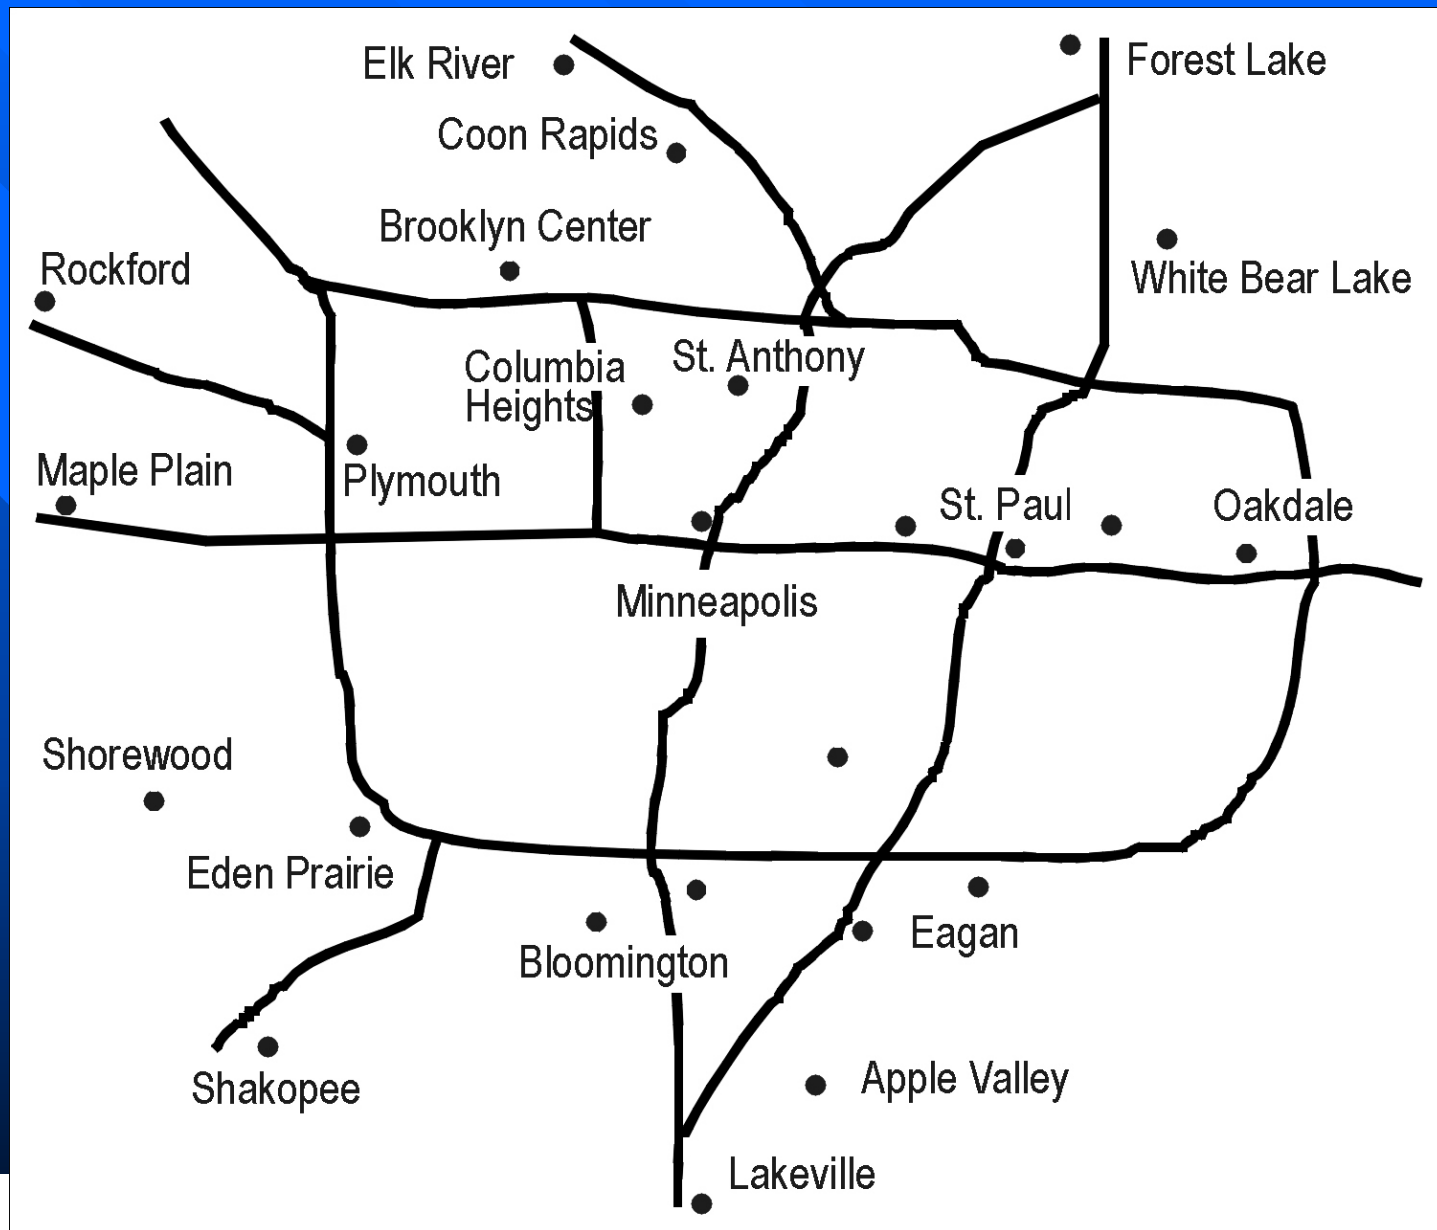 Elk River
Forest Lake
Coon Rapids
Brooklyn Center
Rockford
White Bear Lake
St. Anthony
Columbia
Heights
Maple Plain
Plymouth
St. Paul
Oakdale
Minneapolis
Shorewood
Eden Prairie
Eagan
Bloomington
Shakopee
Apple Valley
Lakeville